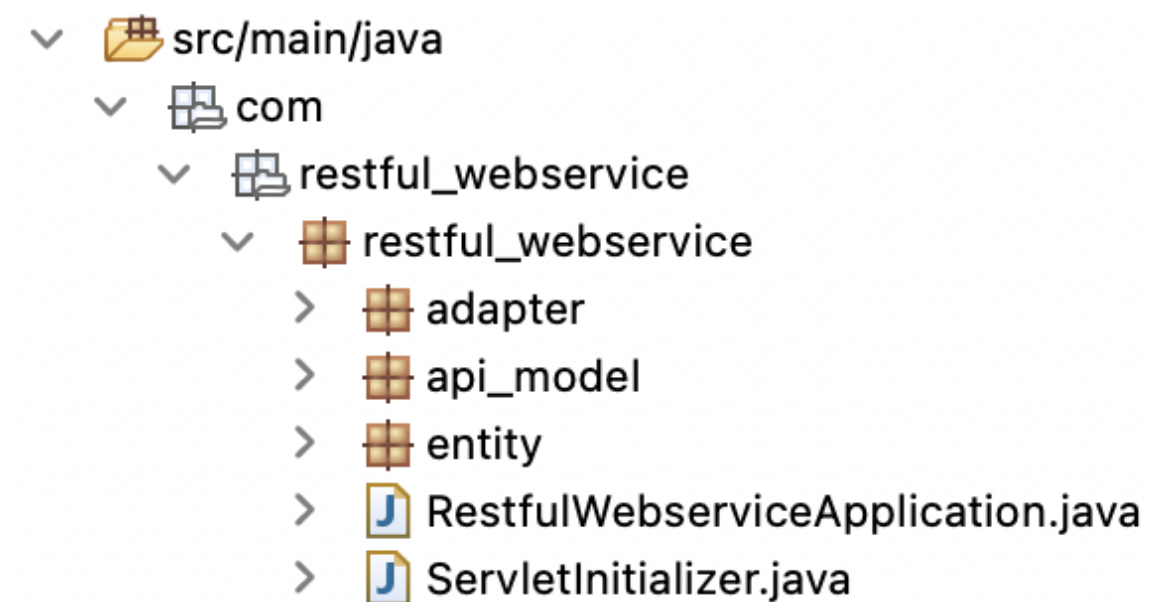 src/main/java
com
restful_webservice
restful_webservice
adapter
api_model
entity
RestfulWebserviceApplication.java
ServletInitializer.java